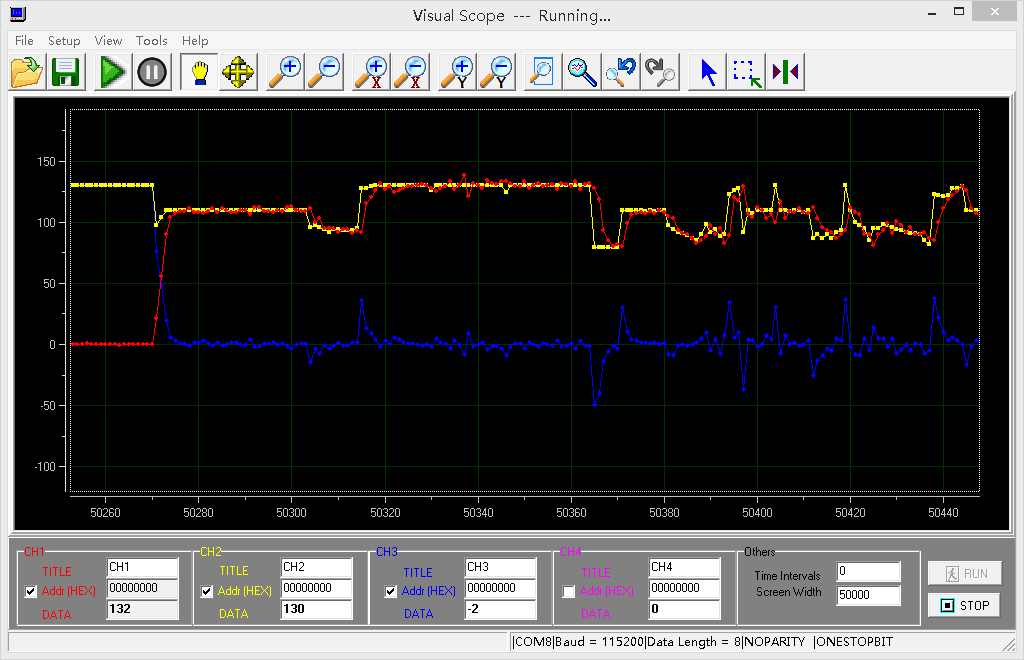 Visual Scope --- Running...
File Setup View Tools Help
150
100
50
0
-50
-100
50260 50280 50300 50320 50340 50360 50380 50400 50420 50440
CH1
TITLE CH1
Addr (HEX) 00000000
DATA 132
CH2
TITLE CH2
Addr (HEX) 00000000
DATA 130
CH3
TITLE CH3
Addr (HEX) 00000000
DATA -2
CH4
TITLE CH4
Addr (HEX) 00000000
DATA 0
Others
Time Intervals 0
Screen Width 50000
RUN
STOP
|COM8|Baud = 115200|Data Length = 8|NOPARITY |ONESTOPBIT